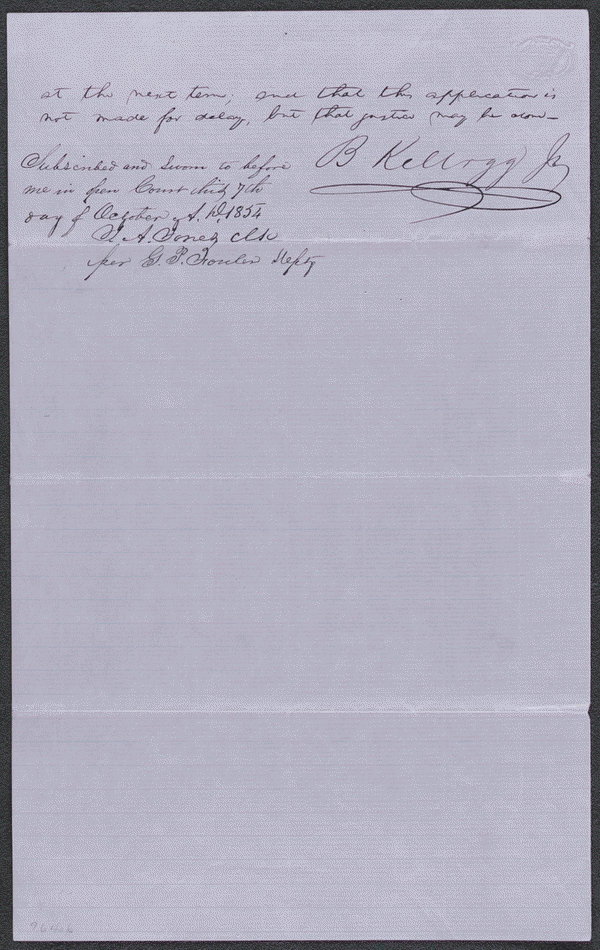 at the next term; and that this application is
not made for delay, but that justice may be done—
B Kellogg Jr
Subscribed and Sworn to before
me in open Court this 7th
day of October A. D. 1854
A. Jones Clk
per G. P. Fowler Depty